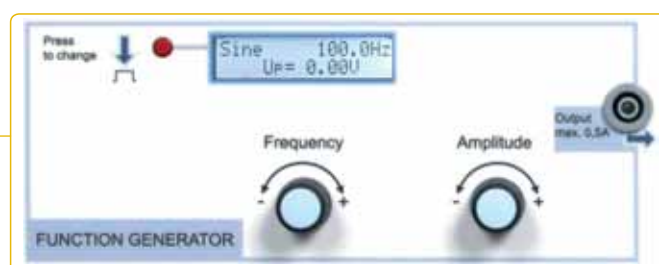 Press
to change
Sine 100.0Hz
Up= 0.00V
Frequency
Amplitude
Output
max. 0,5A
- +
- +
FUNCTION GENERATOR